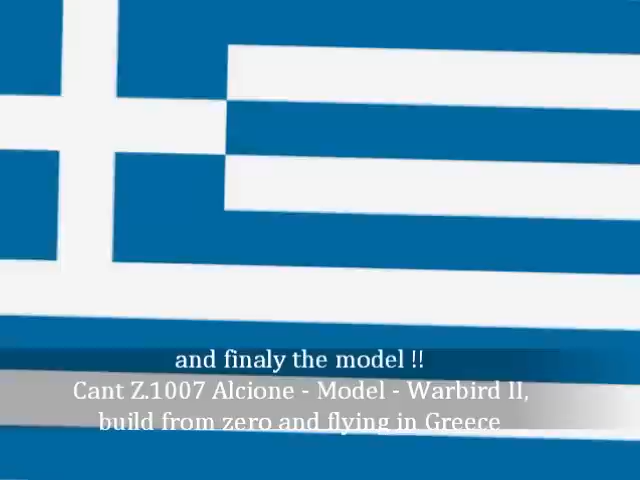 and finaly the model !!
Cant Z.1007 Alcione - Model - Warbird II,
build from zero and flying in Greece